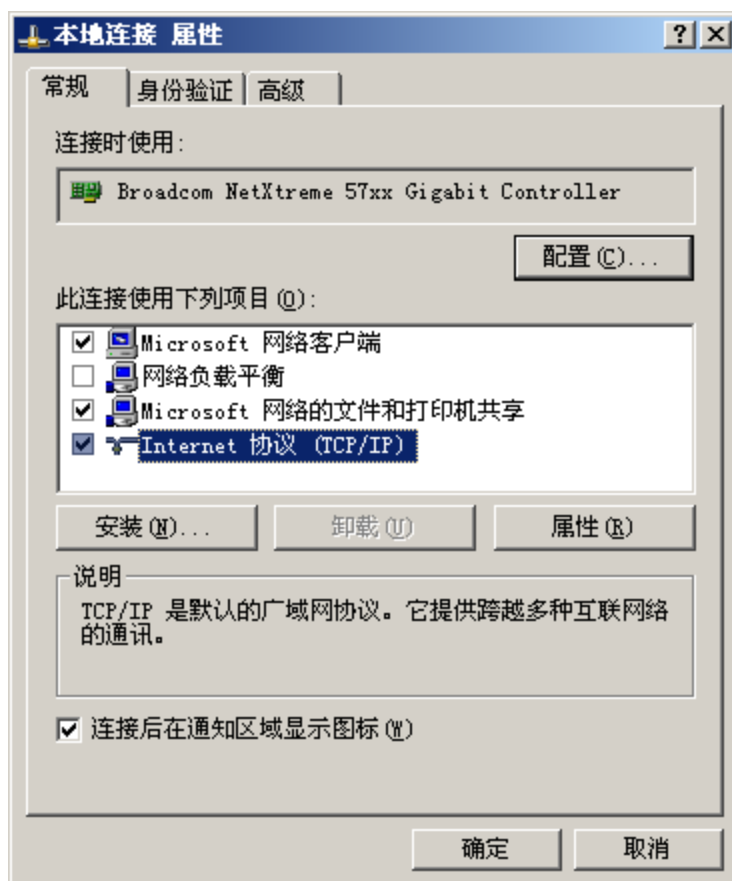 本地连接 属性
常规 身份验证 高级
连接时使用:
Broadcom NetXtreme 57xx Gigabit Controller
配置(C)...
此连接使用下列项目(O):
Microsoft 网络客户端
网络负载平衡
Microsoft 网络的文件和打印机共享
Internet 协议 (TCP/IP)
安装(N)... 卸载(U) 属性(R)
说明
TCP/IP 是默认的广域网协议。它提供跨越多种互联网络
的通讯。
连接后在通知区域显示图标(W)
确定 取消